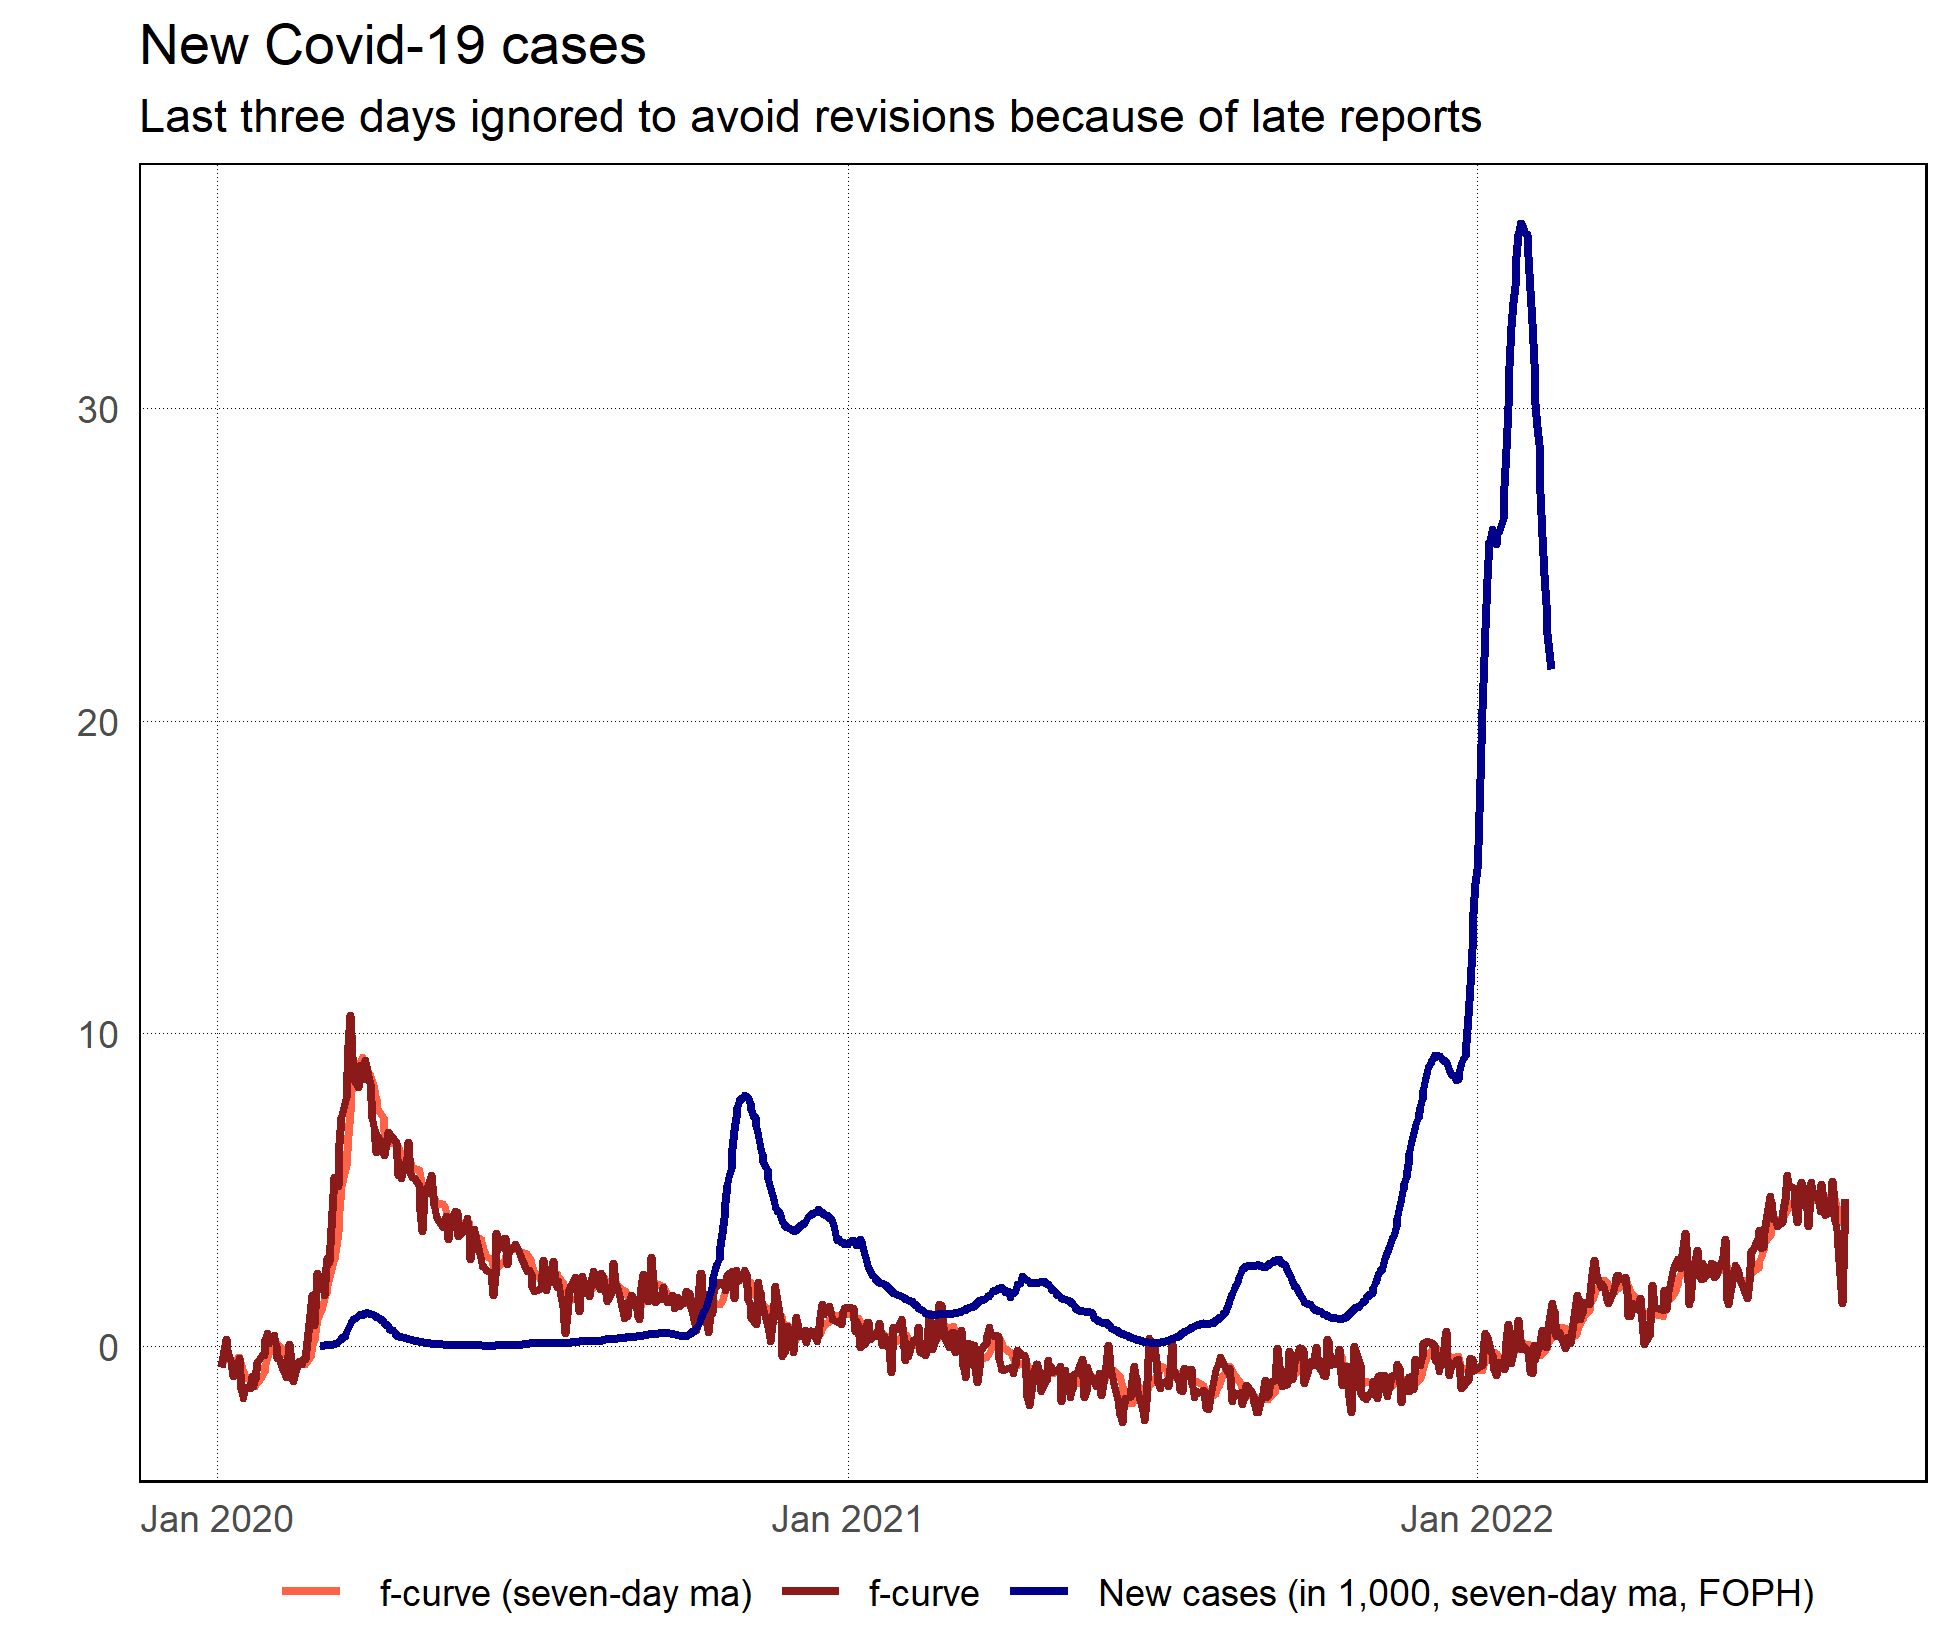 New Covid-19 cases
Last three days ignored to avoid revisions because of late reports
30
20
10
0
Jan 2020 Jan 2021 Jan 2022
f-curve (seven-day ma) f-curve New cases (in 1,000, seven-day ma, FOPH)